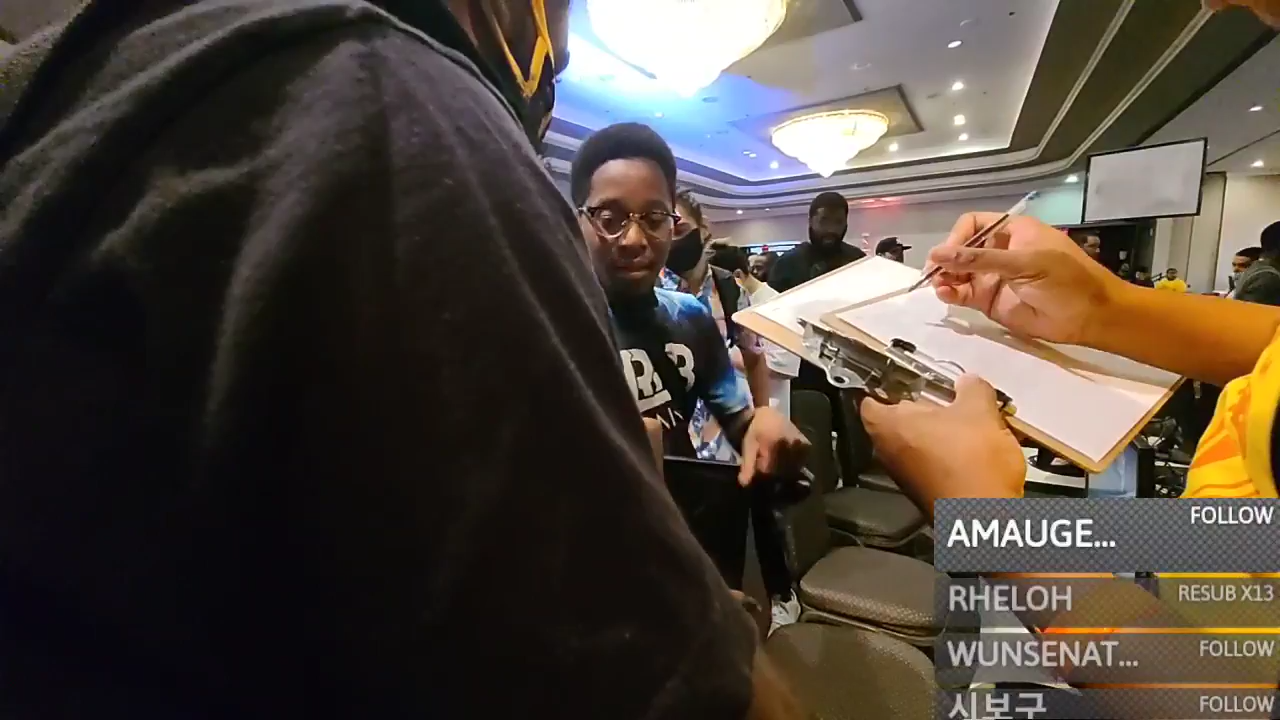 AMAUGE...
FOLLOW
RHELOH
RESUB X13
WUNSENAT...
FOLLOW
시보구
FOLLOW